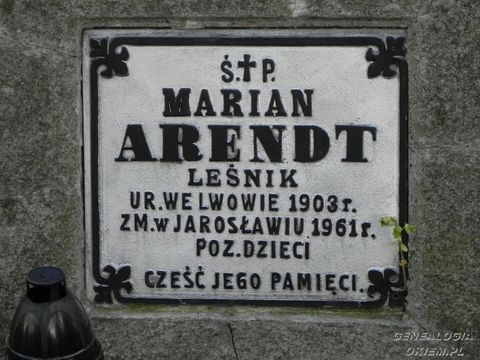 Ś.†P.
MARIAN
ARENDT
LEŚNIK
UR. WE LWOWIE 1903 r.
ZM. w JAROSŁAWIU 1961 r.
POZ. DZIECI
CZEŚĆ JEGO PAMIĘCI.
GENEALOGIA
OKIEM.PL